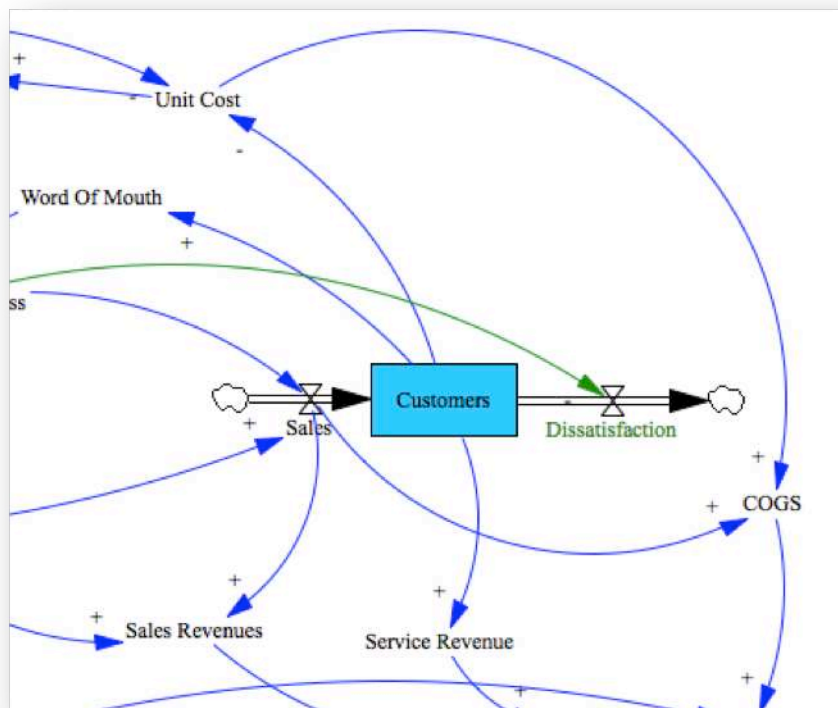 +
-
Unit Cost
-
Word Of Mouth
+
ss
Customers
-
+
Sales
Dissatisfaction
+
+
COGS
+
+
+
Sales Revenues
Service Revenue
+
+